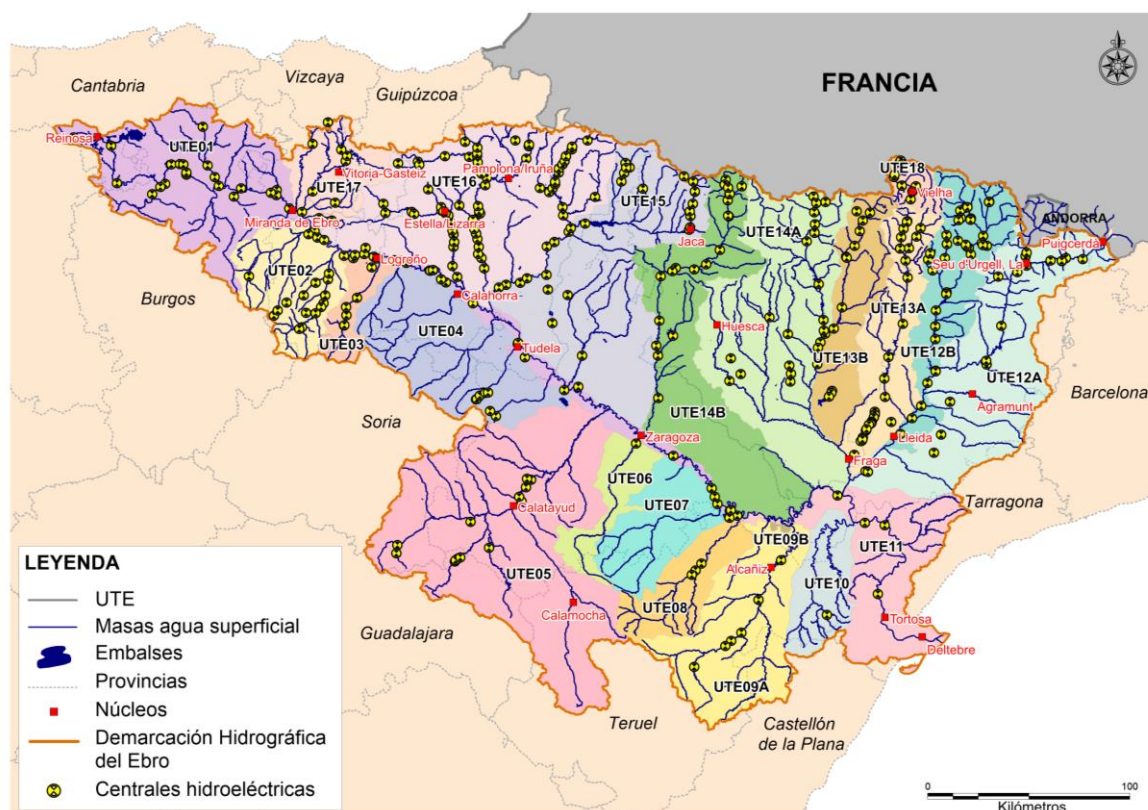 FRANCIA
Vizcaya
Guipúzcoa
Cantabria
Reinosa
UTE01
Vitoria-Gasteiz
UTE16
Pamplona/Iruña
UTE17
UTE15
UTE18
Vielha
ANDORRA
Puigcerdà
Miranda de Ebro
Estella/Lizarra
Jaca
UTE14A
Seu d'Urgell, La
Logroño
UTE02
Burgos
Calahorra
UTE04
UTE03
Tudela
Huesca
UTE13A
UTE13B
UTE12B
UTE12A
Agramunt
Barcelona
Soria
UTE14B
Zaragoza
Lleida
Fraga
UTE06
UTE07
Calatayud
Tarragona
UTE09B
UTE11
Alcañiz
UTE10
UTE05
UTE08
Calamocha
Tortosa
Deltebre
Guadalajara
UTE09A
Teruel
Castellón
de la Plana
LEYENDA
UTE
Masas agua superficial
Embalses
Provincias
Núcleos
Demarcación Hidrográfica
del Ebro
Centrales hidroeléctricas
0 100
Kilómetros